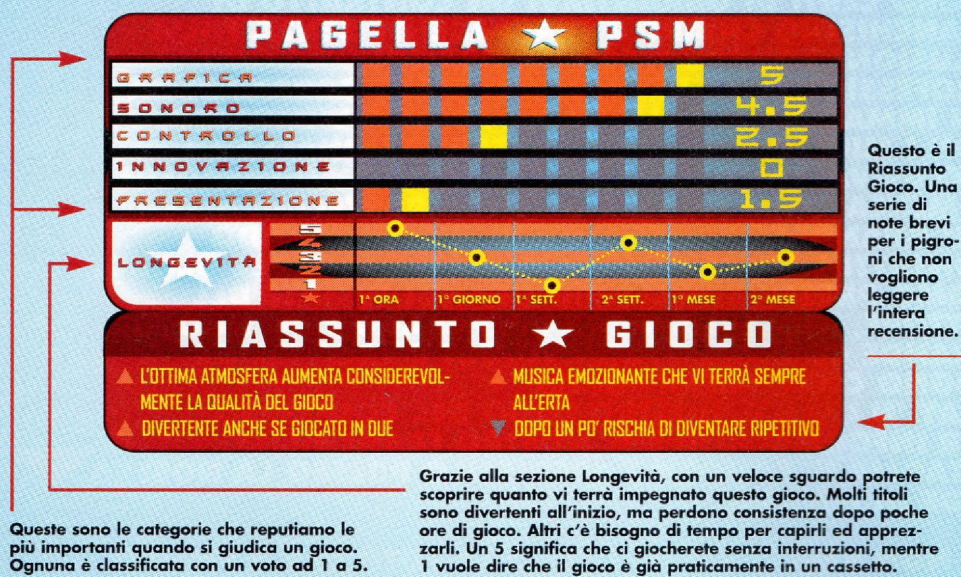 PAGELLA ★ PSM
GRAFICA 5
SONORO 4.5
CONTROLLO 2.5
INNOVAZIONE 0
PRESENTAZIONE 1.5
LONGEVITÀ
5
4
3
2
1
1ª ORA 1° GIORNO 1ª SETT. 2ª SETT. 1° MESE 2° MESE
RIASSUNTO ★ GIOCO
L'OTTIMA ATMOSFERA AUMENTA CONSIDEREVOL-
MENTE LA QUALITÀ DEL GIOCO
DIVERTENTE ANCHE SE GIOCATO IN DUE
MUSICA EMOZIONANTE CHE VI TERRÀ SEMPRE
ALL'ERTA
DOPO UN PO' RISCHIA DI DIVENTARE RIPETITIVO
Questo è il
Riassunto
Gioco. Una
serie di
note brevi
per i pigro-
ni che non
vogliono
leggere
l'intera
recensione.
Queste sono le categorie che reputiamo le
più importanti quando si giudica un gioco.
Ognuna è classificata con un voto ad 1 a 5.
Grazie alla sezione Longevità, con un veloce sguardo potrete
scoprire quanto vi terrà impegnato questo gioco. Molti titoli
sono divertenti all'inizio, ma perdono consistenza dopo poche
ore di gioco. Altri c'è bisogno di tempo per capirli ed apprez-
zarli. Un 5 significa che ci giocherete senza interruzioni, mentre
1 vuole dire che il gioco è già praticamente in un cassetto.